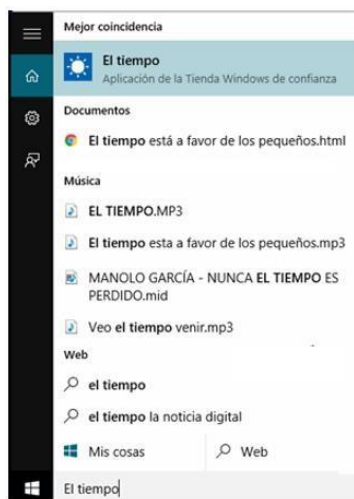 Mejor coincidencia
El tiempo
Aplicación de la Tienda Windows de confianza
Documentos
El tiempo está a favor de los pequeños.html
Música
EL TIEMPO.MP3
El tiempo esta a favor de los pequeños.mp3
MANOLO GARCÍA - NUNCA EL TIEMPO ES
PERDIDO.mid
Veo el tiempo venir.mp3
Web
el tiempo
el tiempo la noticia digital
Mis cosas
Web
El tiempo